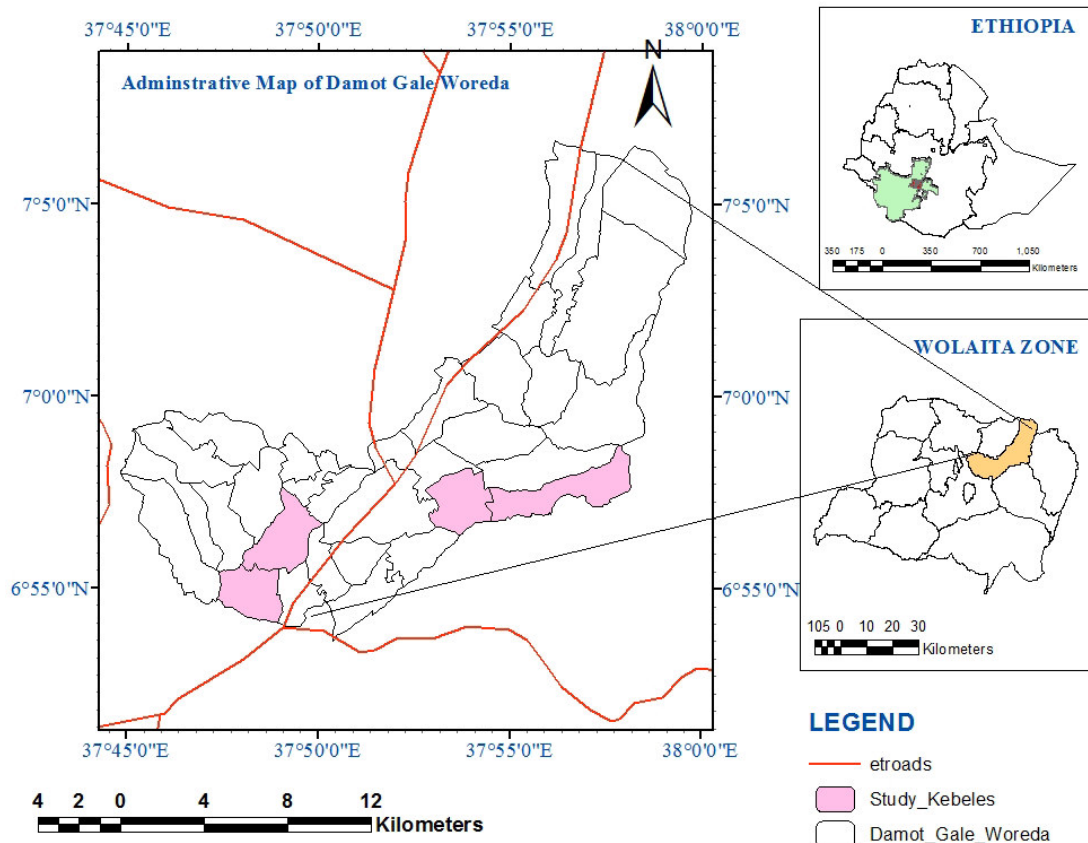 37°45'0"E 37°50'0"E 37°55'0"E 38°0'0"E
N
Adminstrative Map of Damot Gale Woreda
7°5'0"N 7°5'0"N
7°0'0"N 7°0'0"N
6°55'0"N 6°55'0"N
37°45'0"E 37°50'0"E 37°55'0"E 38°0'0"E
4 2 0 4 8 12
Kilometers
ETHIOPIA
350 175 0 350 700 1,050
Kilometers
WOLAITA ZONE
105 0 10 20 30
Kilometers
LEGEND
etroads
Study_Kebeles
Damot_Gale_Woreda